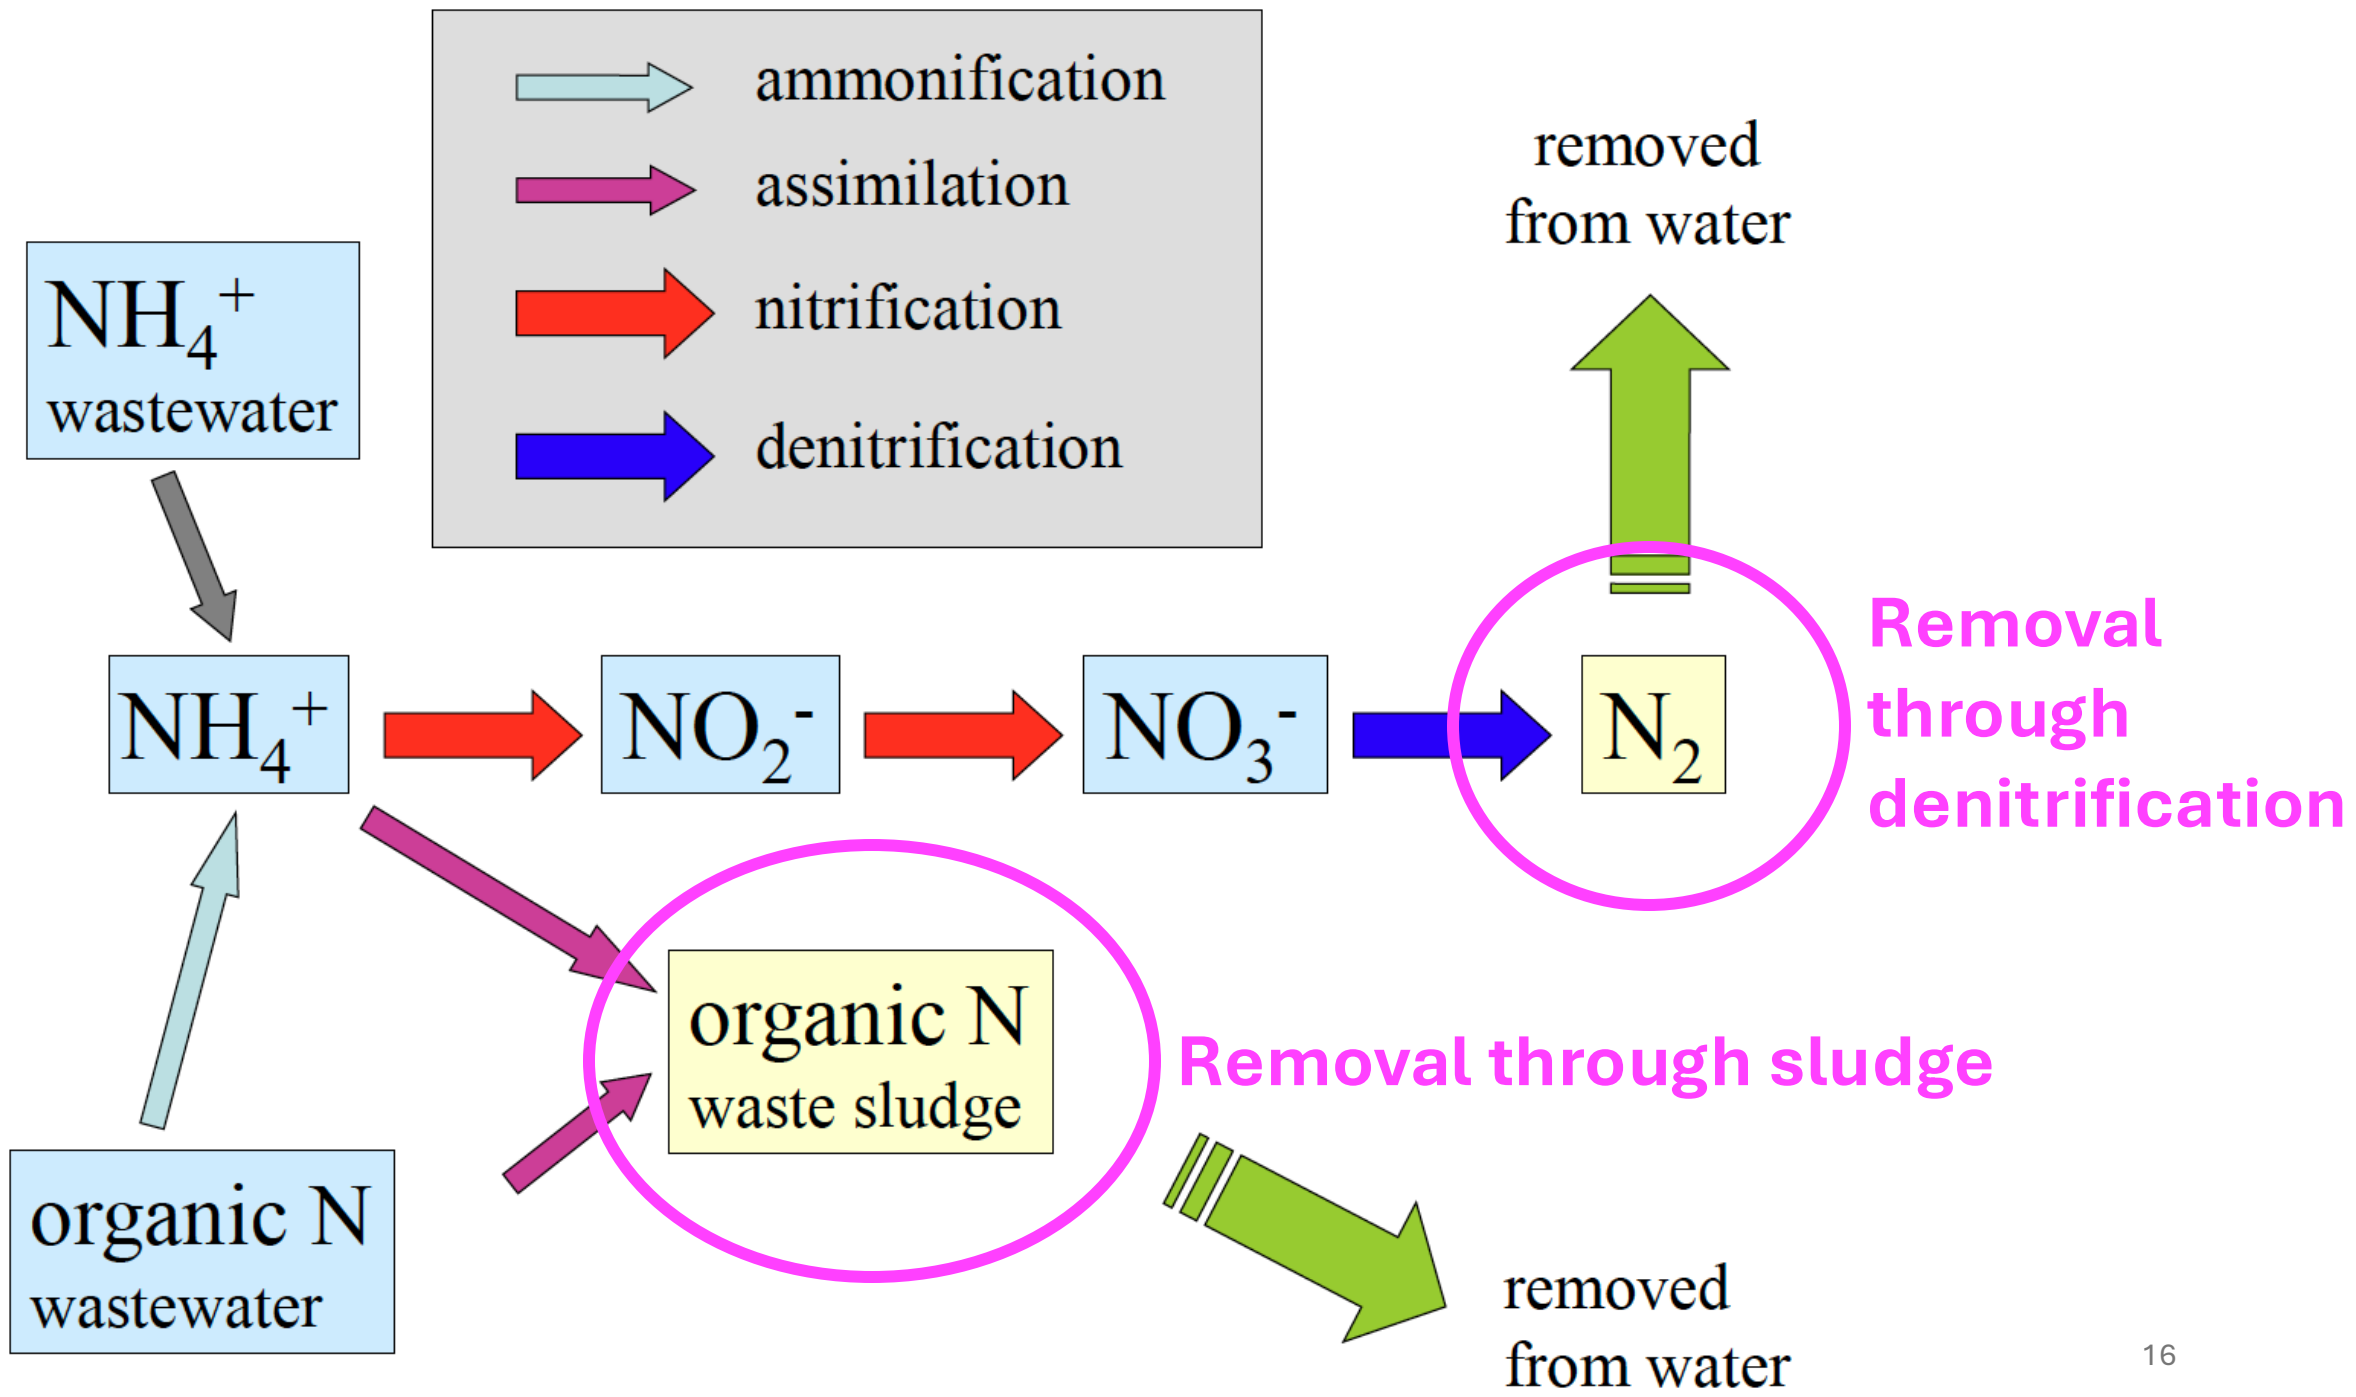 ammonification
assimilation
nitrification
denitrification
removed
from water
NH₄⁺
wastewater
NH₄⁺
NO₂⁻
NO₃⁻
N₂
Removal
through
denitrification
organic N
waste sludge
Removal through sludge
organic N
wastewater
removed
from water
16